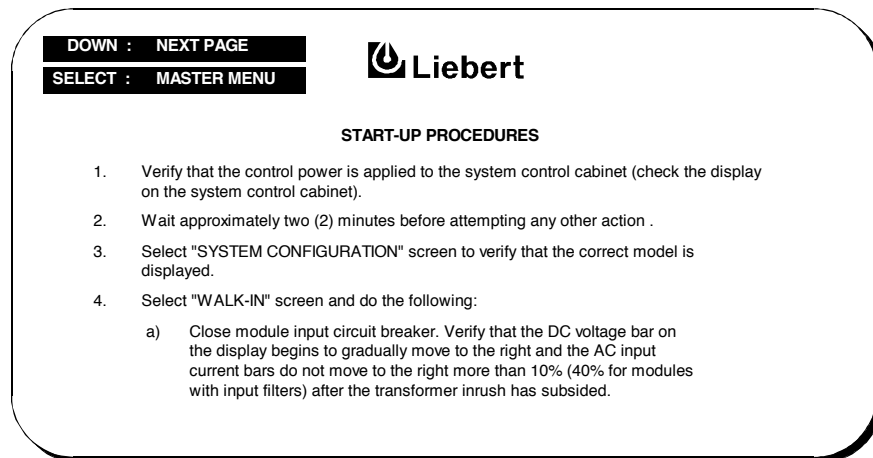 DOWN : NEXT PAGE
SELECT : MASTER MENU
Liebert
START-UP PROCEDURES
1. Verify that the control power is applied to the system control cabinet (check the display
on the system control cabinet).
2. Wait approximately two (2) minutes before attempting any other action .
3. Select "SYSTEM CONFIGURATION" screen to verify that the correct model is
displayed.
4. Select "WALK-IN" screen and do the following:
a) Close module input circuit breaker. Verify that the DC voltage bar on
the display begins to gradually move to the right and the AC input
current bars do not move to the right more than 10% (40% for modules
with input filters) after the transformer inrush has subsided.